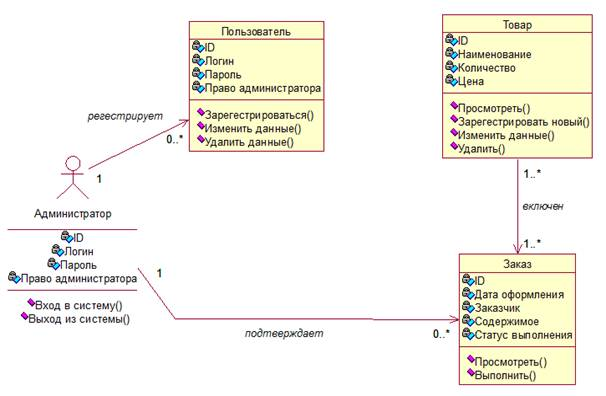 Пользователь
ID
Логин
Пароль
Право администратора
Зарегестрироваться()
Изменить данные()
Удалить данные()
Товар
ID
Наименование
Количество
Цена
Просмотреть()
Зарегестрировать новый()
Изменить данные()
Удалить()
регестрирует
0..*
1
Администратор
ID
Логин
Пароль
Право администратора
Вход в систему()
Выход из системы()
1..*
включен
1..*
1
подтверждает
0..*
Заказ
ID
Дата оформления
Заказчик
Содержимое
Статус выполнения
Просмотреть()
Выполнить()